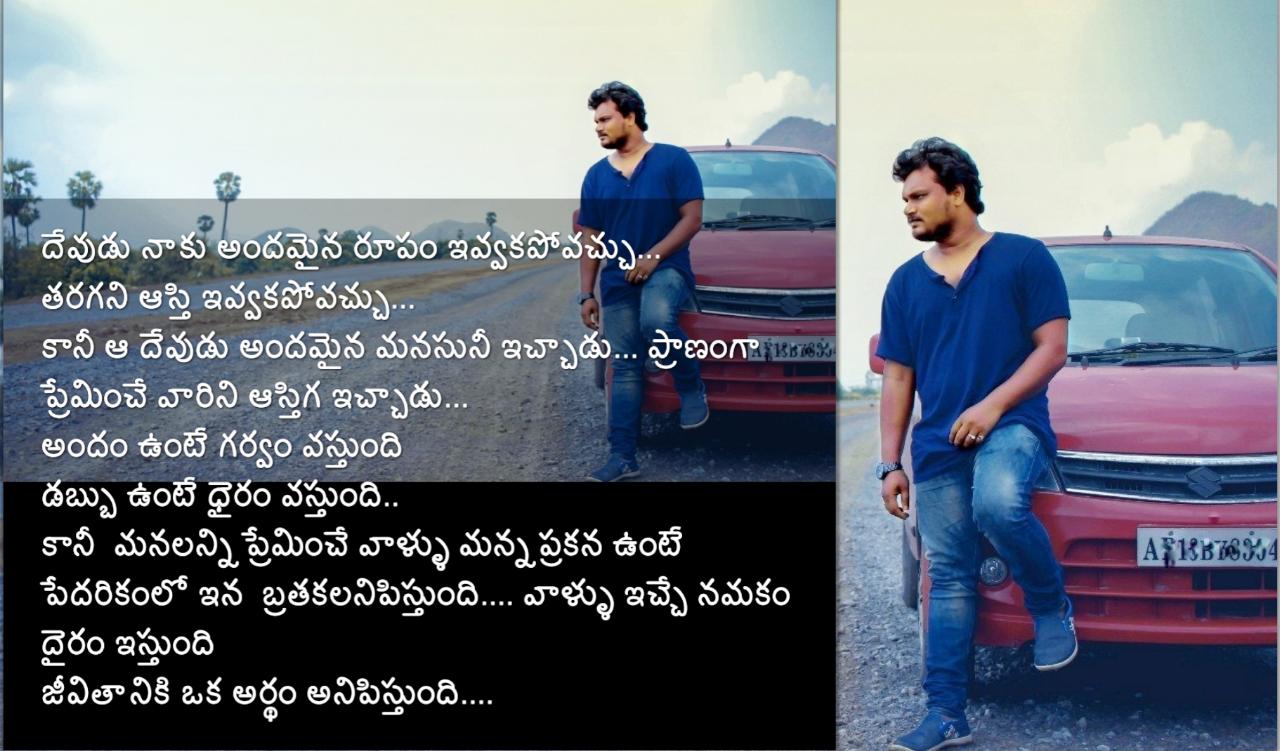 దేవుడు నాకు అందమైన రూపం ఇవ్వకపోవచ్చు...
తరగని ఆస్తి ఇవ్వకపోవచ్చు...
కానీ ఆ దేవుడు అందమైన మనసునీ ఇచ్చాడు... ప్రాణంగా
ప్రేమించే వారిని ఆస్తిగ ఇచ్చాడు...
అందం ఉంటే గర్వం వస్తుంది
డబ్బు ఉంటే ధైరం వస్తుంది..
కానీ మనలన్ని ప్రేమించే వాళ్ళు మన్న ప్రకన ఉంటే
పేదరికంలో ఇన బ్రతకలనిపిస్తుంది.... వాళ్ళు ఇచ్చే నమకం
దైరం ఇస్తుంది
జీవితానికి ఒక అర్థం అనిపిస్తుంది....